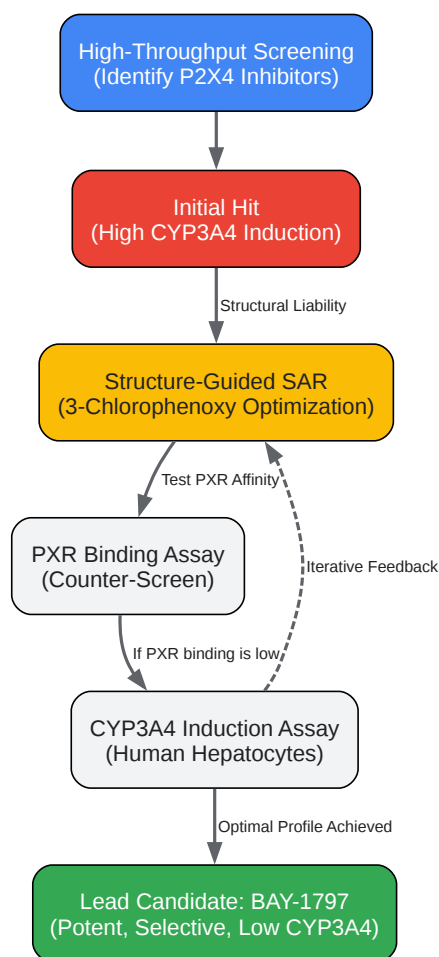 High-Throughput Screening
(Identify P2X4 Inhibitors)
Initial Hit
(High CYP3A4 Induction)
Structural Liability
Structure-Guided SAR
(3-Chlorophenoxy Optimization)
Test PXR Affinity
PXR Binding Assay
(Counter-Screen)
Iterative Feedback
If PXR binding is low
CYP3A4 Induction Assay
(Human Hepatocytes)
Optimal Profile Achieved
Lead Candidate: BAY-1797
(Potent, Selective, Low CYP3A4)